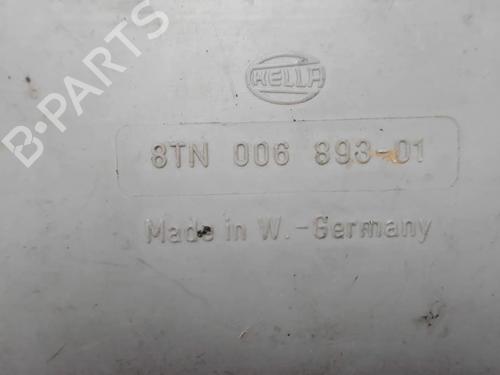 B-PARTS
HELLA
8TN 006 893-01
Made in W.-Germany